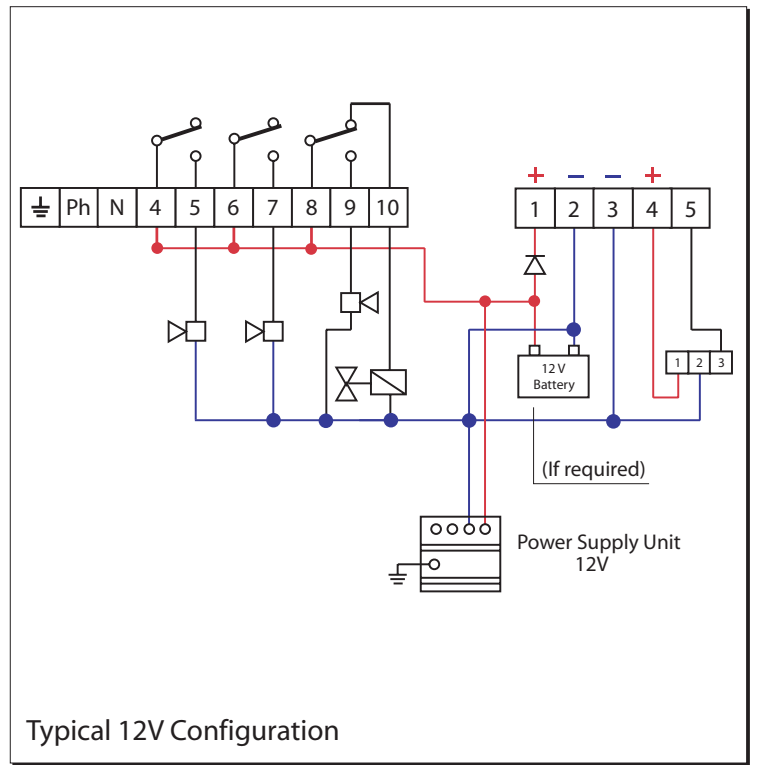 + − − +
Ph N 4 5 6 7 8 9 10
1 2 3 4 5
1 2 3
12 V
Battery
(If required)
Power Supply Unit
12V
Typical 12V Configuration